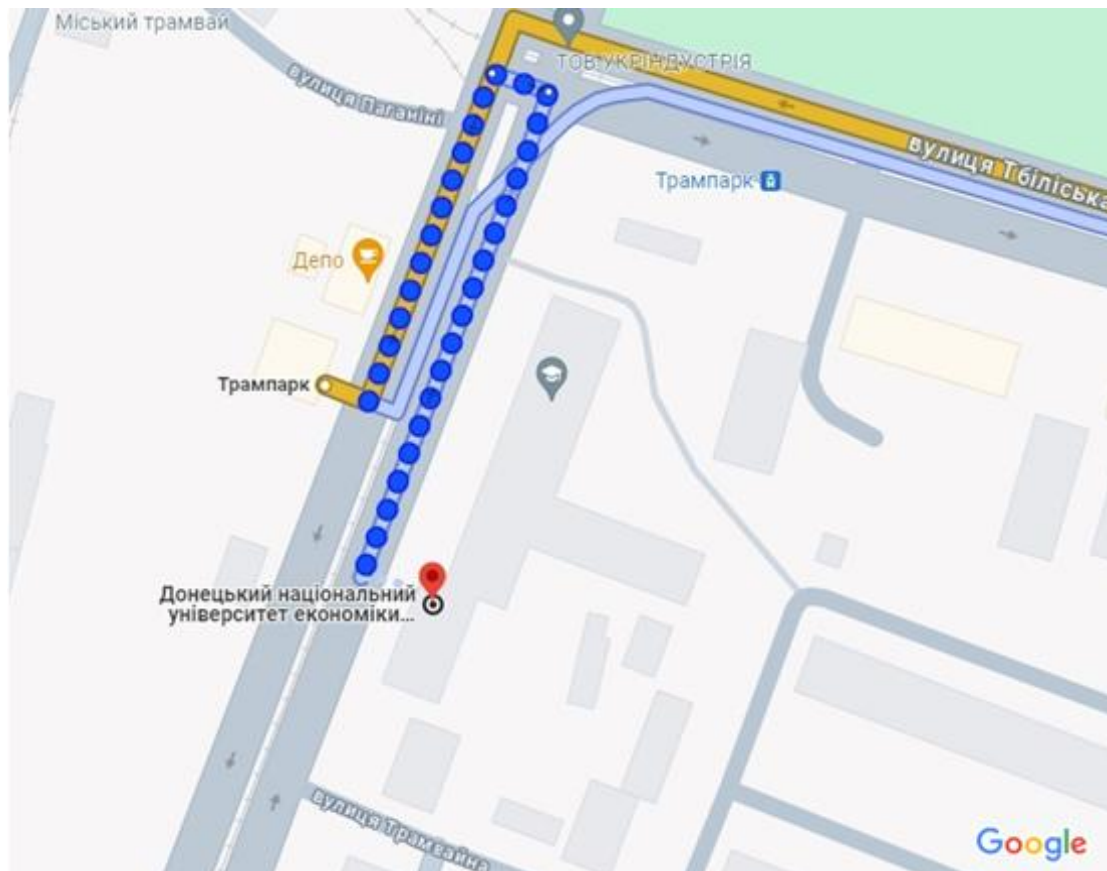 Міський трамвай
ТОВ УКРІНДУСТРІЯ
вулиця Паганіні
вулиця Тбіліська
Трампарк
Депо
Трампарк
Донецький національний
університет економіки...
вулиця Трамвайна
Google